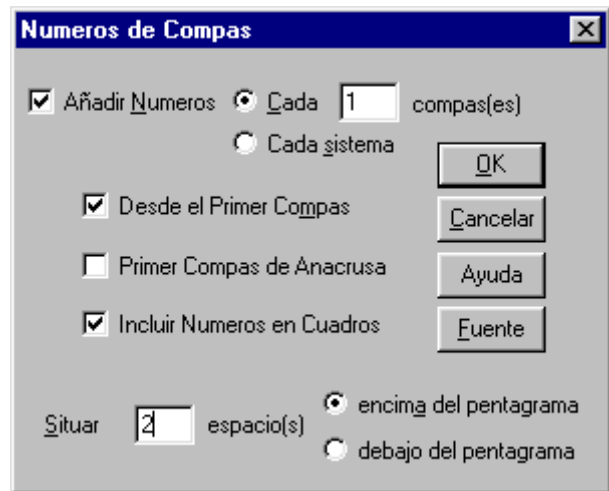 Numeros de Compas
Añadir Numeros Cada 1 compas(es)
Cada sistema
OK
Desde el Primer Compas
Cancelar
Primer Compas de Anacrusa
Ayuda
Incluir Numeros en Cuadros
Fuente
Situar 2 espacio(s)
encima del pentagrama
debajo del pentagrama